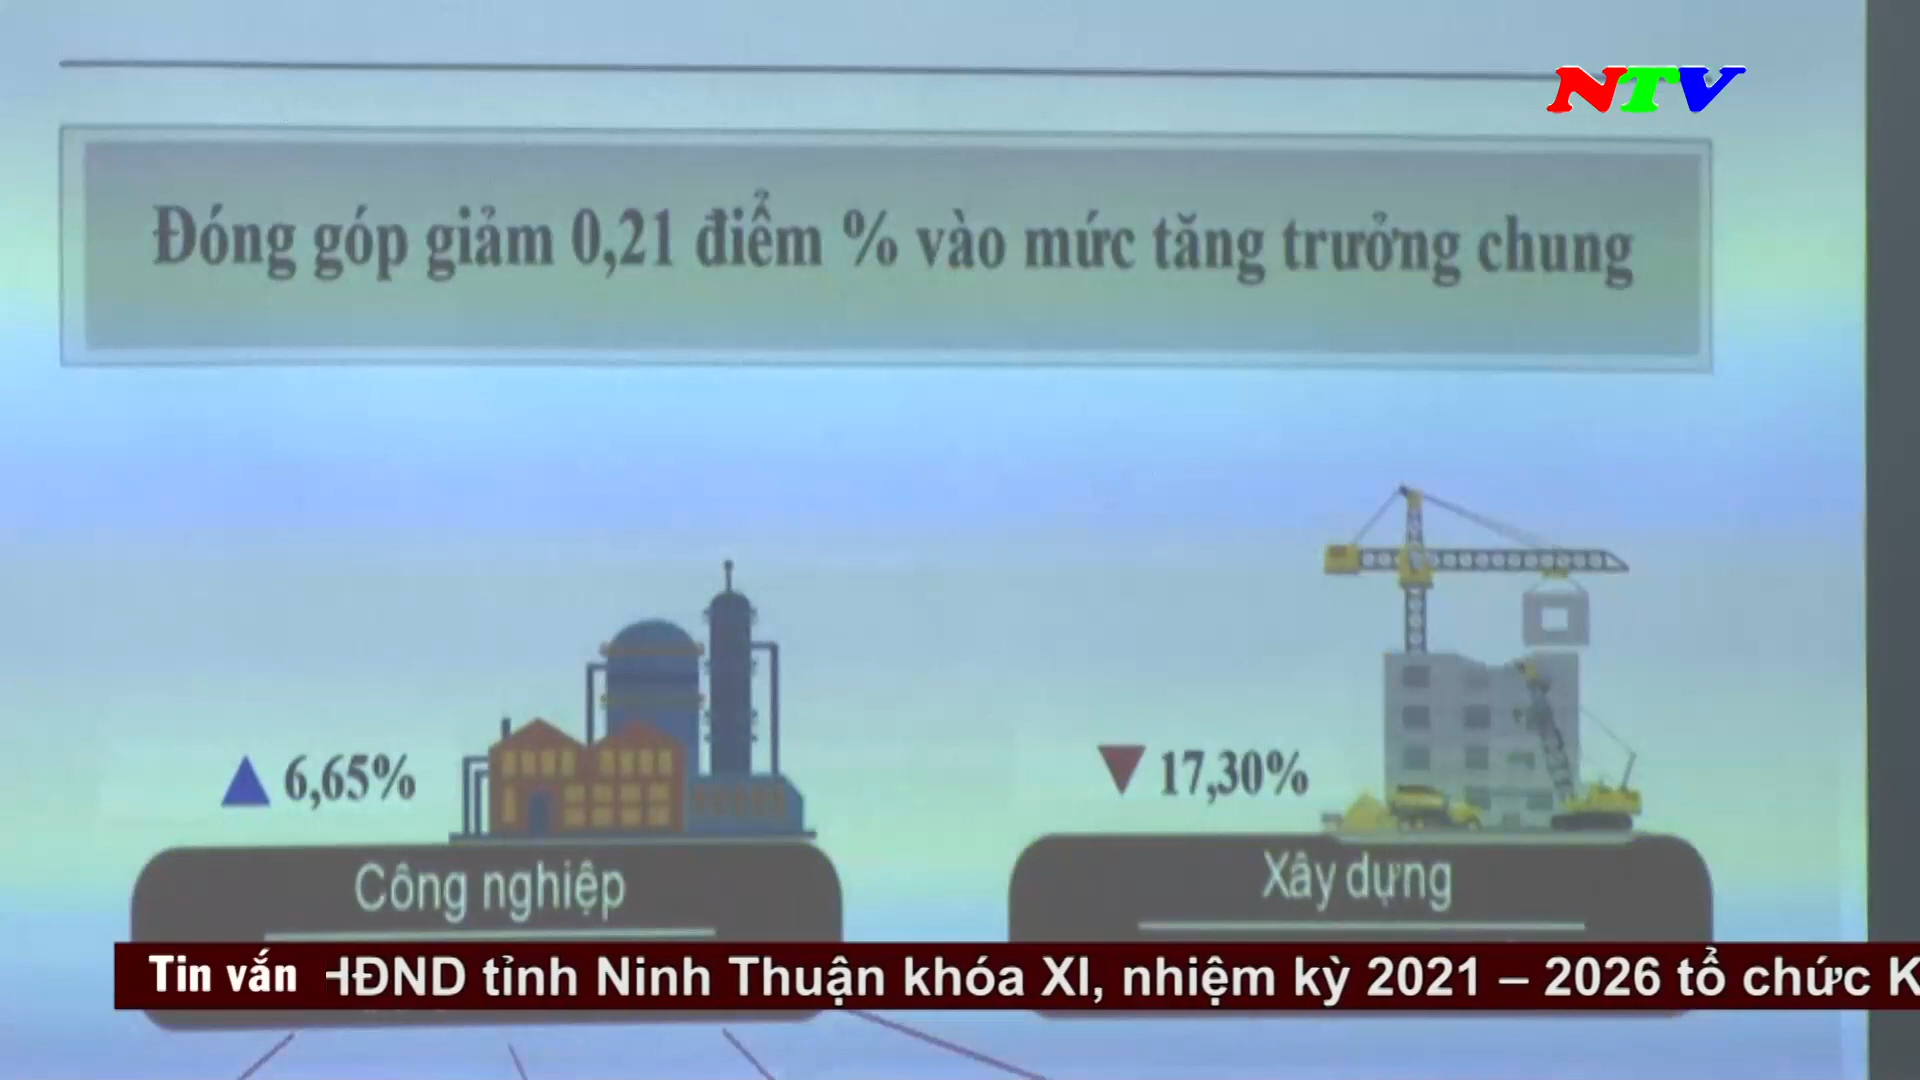 NTV
Đóng góp giảm 0,21 điểm % vào mức tăng trưởng chung
6,65%
17,30%
Công nghiệp
Xây dựng
Tin vắn
HĐND tỉnh Ninh Thuận khóa XI, nhiệm kỳ 2021 – 2026 tổ chức K